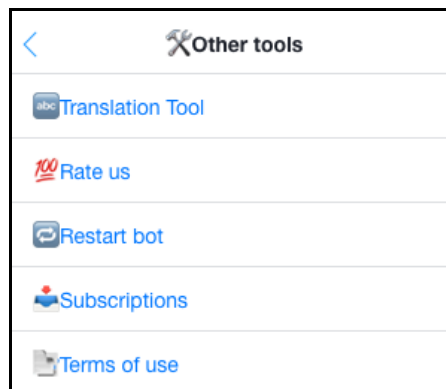 Other tools
Translation Tool
Rate us
Restart bot
Subscriptions
Terms of use